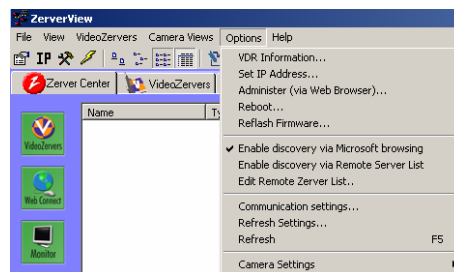 ZerverView
File View VideoZervers Camera Views Options Help
IP
Zerver Center VideoZervers
Name
VideoZervers
Web Connect
Monitor
VDR Information...
Set IP Address...
Administer (via Web Browser)...
Reboot...
Reflash Firmware...
Enable discovery via Microsoft browsing
Enable discovery via Remote Server List
Edit Remote Zerver List..
Communication settings...
Refresh Settings...
Refresh F5
Camera Settings